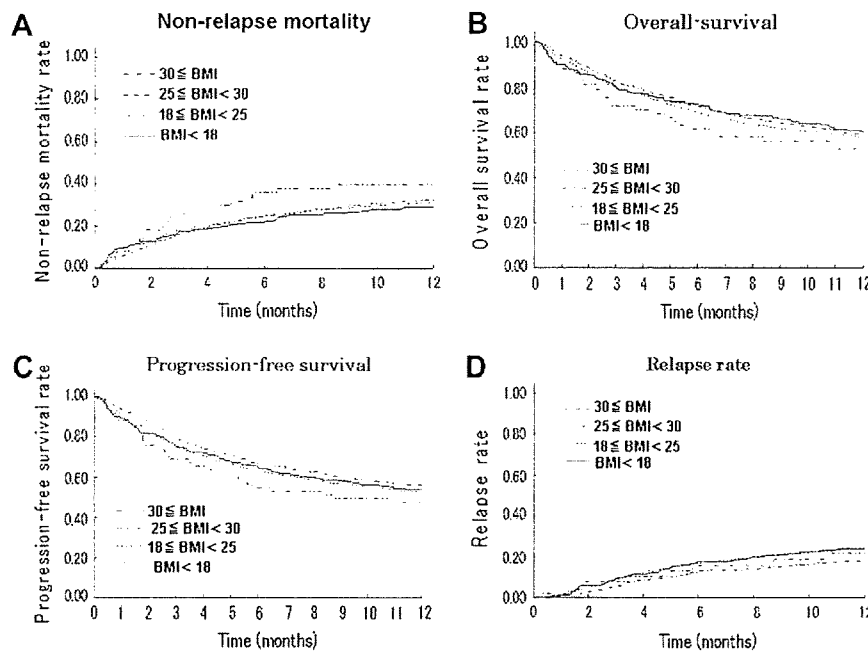 A
Non-relapse mortality
Non-relapse mortality rate
1.00
0.80
0.60
0.40
0.20
0.00
30≦ BMI
25≦ BMI< 30
18≦ BMI< 25
BMI< 18
0 2 4 6 8 10 12
Time (months)
B
Overall-survival
Overall survival rate
1.00
0.80
0.60
0.40
0.20
0.00
30≦ BMI
25≦ BMI< 30
18≦ BMI< 25
BMI< 18
0 1 2 3 4 5 6 7 8 9 10 11 12
Time (months)
C
Progression-free survival
Progression-free survival rate
1.00
0.80
0.60
0.40
0.20
0.00
30≦ BMI
25≦ BMI< 30
18≦ BMI< 25
BMI< 18
0 1 2 3 4 5 6 7 8 9 10 11 12
Time (months)
D
Relapse rate
Relapse rate
1.00
0.80
0.60
0.40
0.20
0.00
30≦ BMI
25≦ BMI< 30
18≦ BMI< 25
BMI< 18
0 2 4 6 8 10 12
Time (months)